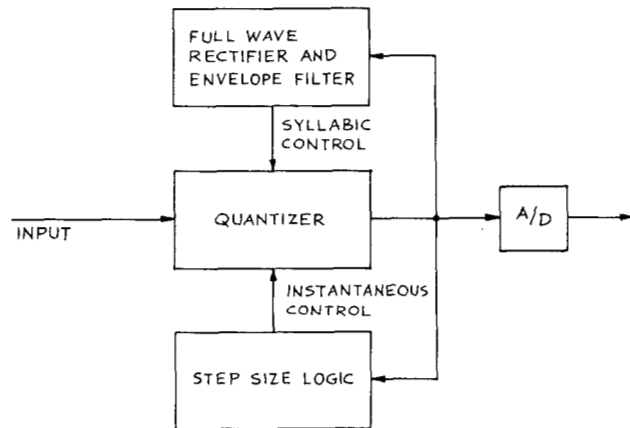 FULL WAVE
RECTIFIER AND
ENVELOPE FILTER
SYLLABIC
CONTROL
INPUT
QUANTIZER
A/D
INSTANTANEOUS
CONTROL
STEP SIZE LOGIC